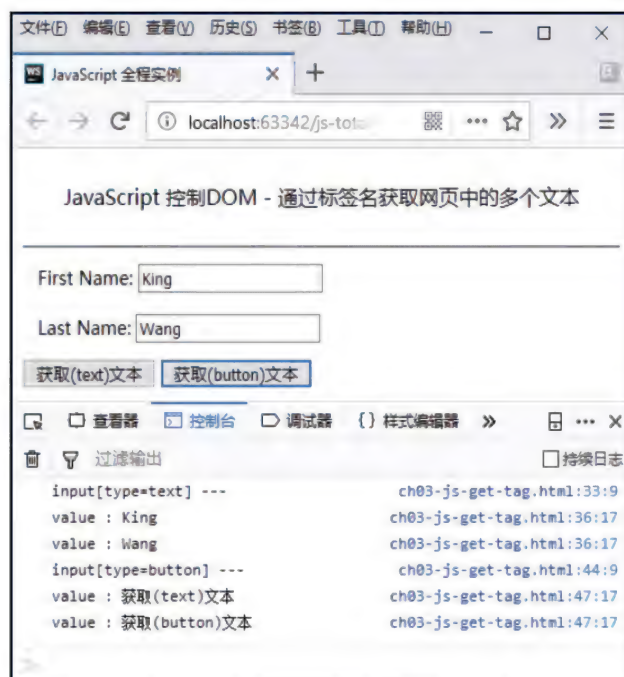 文件(F) 编辑(E) 查看(V) 历史(S) 书签(B) 工具(T) 帮助(H)
WS JavaScript 全程实例
localhost:63342/js-tota
JavaScript 控制DOM - 通过标签名获取网页中的多个文本
First Name: King
Last Name: Wang
获取(text)文本 获取(button)文本
查看器 控制台 调试器 {} 样式编辑器 »
过滤输出 持续日志
input[type=text] --- ch03-js-get-tag.html:33:9
value : King ch03-js-get-tag.html:36:17
value : Wang ch03-js-get-tag.html:36:17
input[type=button] --- ch03-js-get-tag.html:44:9
value : 获取(text)文本 ch03-js-get-tag.html:47:17
value : 获取(button)文本 ch03-js-get-tag.html:47:17